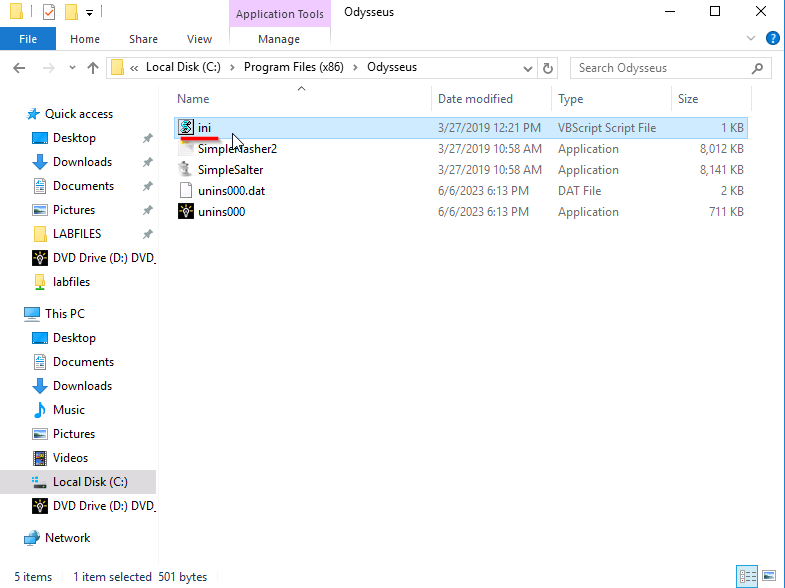 Application Tools
Odysseus
File
Home
Share
View
Manage
« Local Disk (C:) > Program Files (x86) > Odysseus
Search Odysseus
Quick access
Desktop
Downloads
Documents
Pictures
LABFILES
DVD Drive (D:) DVD_
labfiles
This PC
Desktop
Documents
Downloads
Music
Pictures
Videos
Local Disk (C:)
DVD Drive (D:) DVD_
Network
Name Date modified Type Size
ini 3/27/2019 12:21 PM VBScript Script File 1 KB
SimpleHasher2 3/27/2019 10:58 AM Application 8,012 KB
SimpleSalter 3/27/2019 10:58 AM Application 8,141 KB
unins000.dat 6/6/2023 6:13 PM DAT File 2 KB
unins000 6/6/2023 6:13 PM Application 711 KB
5 items 1 item selected 501 bytes